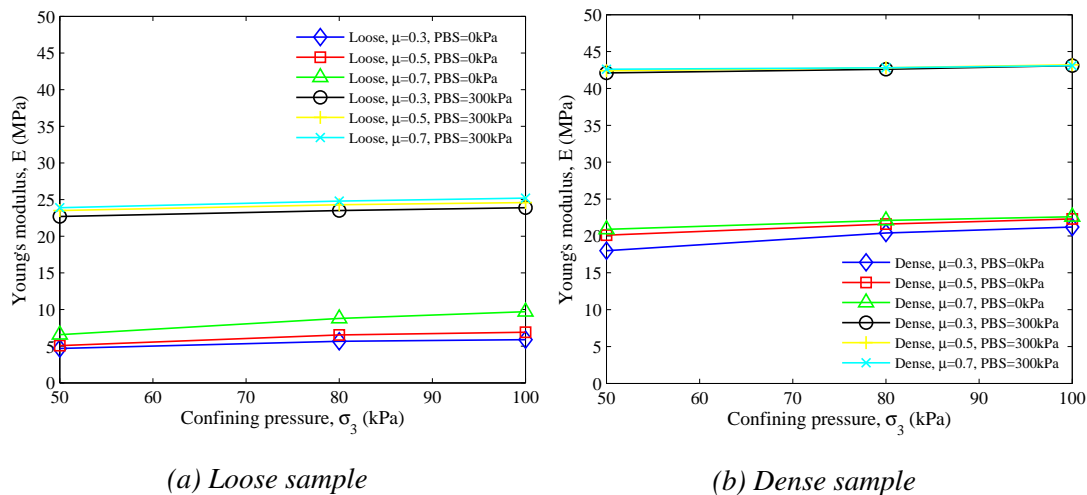 50
45
40
35
30
25
20
15
10
5
0
50 60 70 80 90 100
Young's modulus, E (MPa)
Confining pressure, σ3 (kPa)
Loose, μ=0.3, PBS=0kPa
Loose, μ=0.5, PBS=0kPa
Loose, μ=0.7, PBS=0kPa
Loose, μ=0.3, PBS=300kPa
Loose, μ=0.5, PBS=300kPa
Loose, μ=0.7, PBS=300kPa
(a) Loose sample
50
45
40
35
30
25
20
15
10
5
0
50 60 70 80 90 100
Young's modulus, E (MPa)
Confining pressure, σ3 (kPa)
Dense, μ=0.3, PBS=0kPa
Dense, μ=0.5, PBS=0kPa
Dense, μ=0.7, PBS=0kPa
Dense, μ=0.3, PBS=300kPa
Dense, μ=0.5, PBS=300kPa
Dense, μ=0.7, PBS=300kPa
(b) Dense sample